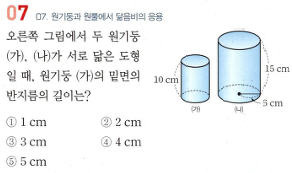 07 07. 원기둥과 원뿔에서 닮음비의 응용
오른쪽 그림에서 두 원기둥
(가), (나)가 서로 닮은 도형
일 때, 원기둥 (가)의 밑면의
반지름의 길이는?
① 1 cm ② 2 cm
③ 3 cm ④ 4 cm
⑤ 5 cm
10 cm
15 cm
5 cm
(가) (나)